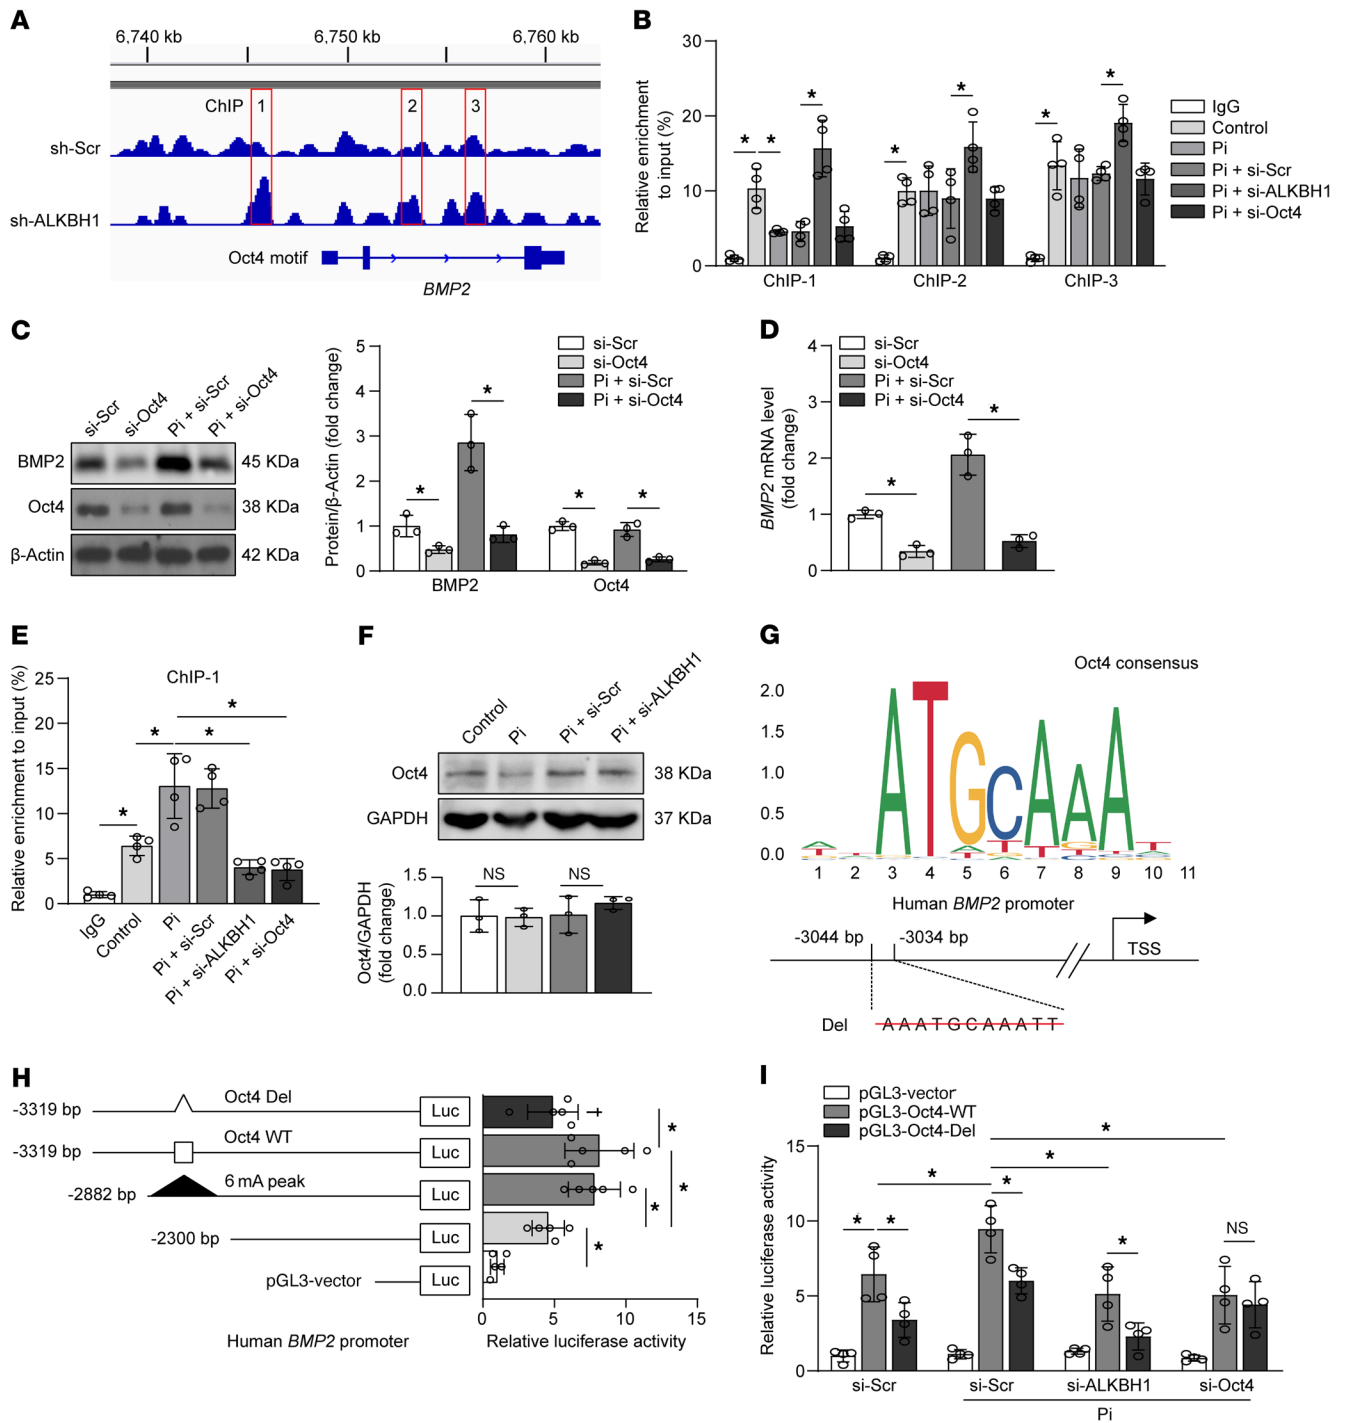 A
6,740 kb
6,750 kb
6,760 kb
ChIP
1
2
3
sh-Scr
sh-ALKBH1
Oct4 motif
BMP2
B
Relative enrichment
to input (%)
30
20
10
0
* * *
* *
* *
ChIP-1
ChIP-2
ChIP-3
IgG
Control
Pi
Pi + si-Scr
Pi + si-ALKBH1
Pi + si-Oct4
C
si-Scr
si-Oct4
Pi + si-Scr
Pi + si-Oct4
BMP2
45 KDa
Oct4
38 KDa
β-Actin
42 KDa
Protein/β-Actin (fold change)
5
4
3
2
1
0
si-Scr
si-Oct4
Pi + si-Scr
Pi + si-Oct4
* * * *
BMP2
Oct4
D
BMP2 mRNA level
(fold change)
4
3
2
1
0
si-Scr
si-Oct4
Pi + si-Scr
Pi + si-Oct4
* *
E
ChIP-1
Relative enrichment to input (%)
25
20
15
10
5
0
* * * *
IgG
Control
Pi
Pi + si-Scr
Pi + si-ALKBH1
Pi + si-Oct4
F
Control
Pi
Pi + si-Scr
Pi + si-ALKBH1
Oct4
38 KDa
GAPDH
37 KDa
Oct4/GAPDH
(fold change)
1.5
1.0
0.5
0.0
NS
NS
G
Oct4 consensus
2.0
1.5
1.0
0.5
0.0
ATGCAAA
1 2 3 4 5 6 7 8 9 10 11
Human BMP2 promoter
-3044 bp
-3034 bp
TSS
Del
AAATGCAAATT
H
-3319 bp
Oct4 Del
Luc
-3319 bp
Oct4 WT
Luc
-2882 bp
6 mA peak
Luc
-2300 bp
Luc
pGL3-vector
Luc
* * * *
0 5 10 15
Human BMP2 promoter
Relative luciferase activity
I
pGL3-vector
pGL3-Oct4-WT
pGL3-Oct4-Del
Relative luciferase activity
15
10
5
0
* * * * * * *
NS
si-Scr
si-Scr
si-ALKBH1
si-Oct4
Pi